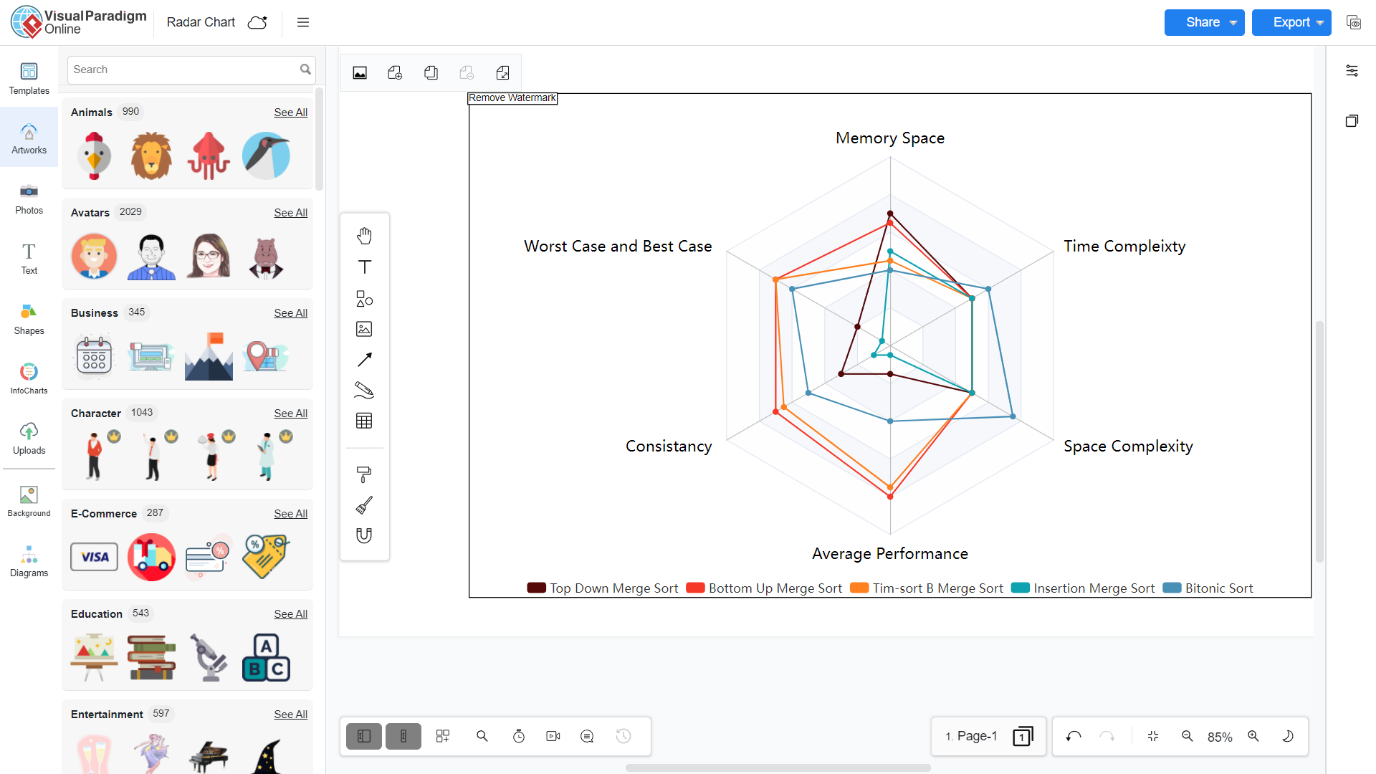 Visual Paradigm
Online
Radar Chart
Share
Export
Templates
Artworks
Photos
Text
Shapes
InfoCharts
Uploads
Background
Diagrams
Search
Animals 990 See All
Avatars 2029 See All
Business 345 See All
Character 1043 See All
E-Commerce 287 See All
VISA
%
%
Education 543 See All
A
B C
Entertainment 597 See All
T
T
Remove Watermark
Memory Space
Worst Case and Best Case
Time Compleixty
Consistancy
Space Complexity
Average Performance
Top Down Merge Sort Bottom Up Merge Sort Tim-sort B Merge Sort Insertion Merge Sort Bitonic Sort
1. Page-1
1
85%